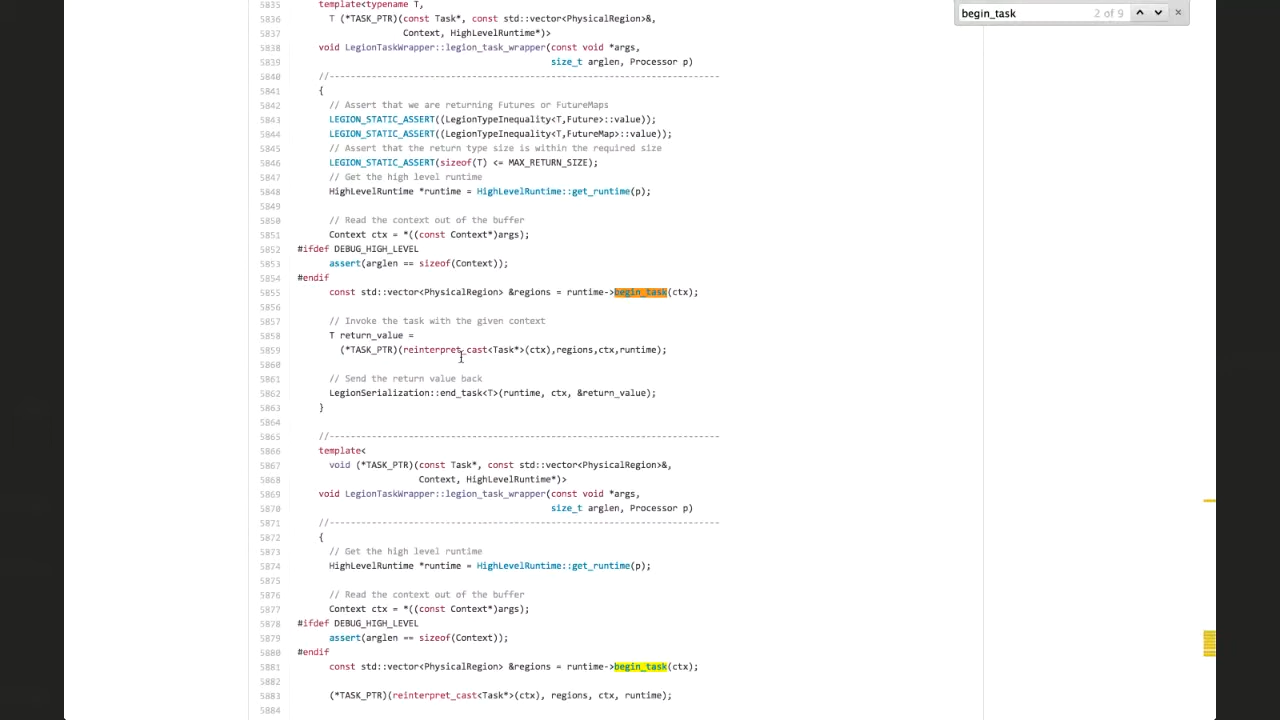 begin_task 2 of 9
5835 template<typename T,
5836 T (*TASK_PTR)(const Task*, const std::vector<PhysicalRegion>&,
5837 Context, HighLevelRuntime*)>
5838 void LegionTaskWrapper::legion_task_wrapper(const void *args,
5839 size_t arglen, Processor p)
5840 //--------------------------------------------------------------------------
5841 {
5842 // Assert that we are returning Futures or FutureMaps
5843 LEGION_STATIC_ASSERT((LegionTypeInequality<T,Future>::value));
5844 LEGION_STATIC_ASSERT((LegionTypeInequality<T,FutureMap>::value));
5845 // Assert that the return type size is within the required size
5846 LEGION_STATIC_ASSERT(sizeof(T) <= MAX_RETURN_SIZE);
5847 // Get the high level runtime
5848 HighLevelRuntime *runtime = HighLevelRuntime::get_runtime(p);
5849
5850 // Read the context out of the buffer
5851 Context ctx = *((const Context*)args);
5852 #ifdef DEBUG_HIGH_LEVEL
5853 assert(arglen == sizeof(Context));
5854 #endif
5855 const std::vector<PhysicalRegion> &regions = runtime->begin_task(ctx);
5856
5857 // Invoke the task with the given context
5858 T return_value =
5859 (*TASK_PTR)(reinterpret_cast<Task*>(ctx),regions,ctx,runtime);
5860
5861 // Send the return value back
5862 LegionSerialization::end_task<T>(runtime, ctx, &return_value);
5863 }
5864
5865 //--------------------------------------------------------------------------
5866 template<
5867 void (*TASK_PTR)(const Task*, const std::vector<PhysicalRegion>&,
5868 Context, HighLevelRuntime*)>
5869 void LegionTaskWrapper::legion_task_wrapper(const void *args,
5870 size_t arglen, Processor p)
5871 //--------------------------------------------------------------------------
5872 {
5873 // Get the high level runtime
5874 HighLevelRuntime *runtime = HighLevelRuntime::get_runtime(p);
5875
5876 // Read the context out of the buffer
5877 Context ctx = *((const Context*)args);
5878 #ifdef DEBUG_HIGH_LEVEL
5879 assert(arglen == sizeof(Context));
5880 #endif
5881 const std::vector<PhysicalRegion> &regions = runtime->begin_task(ctx);
5882
5883 (*TASK_PTR)(reinterpret_cast<Task*>(ctx), regions, ctx, runtime);
5884